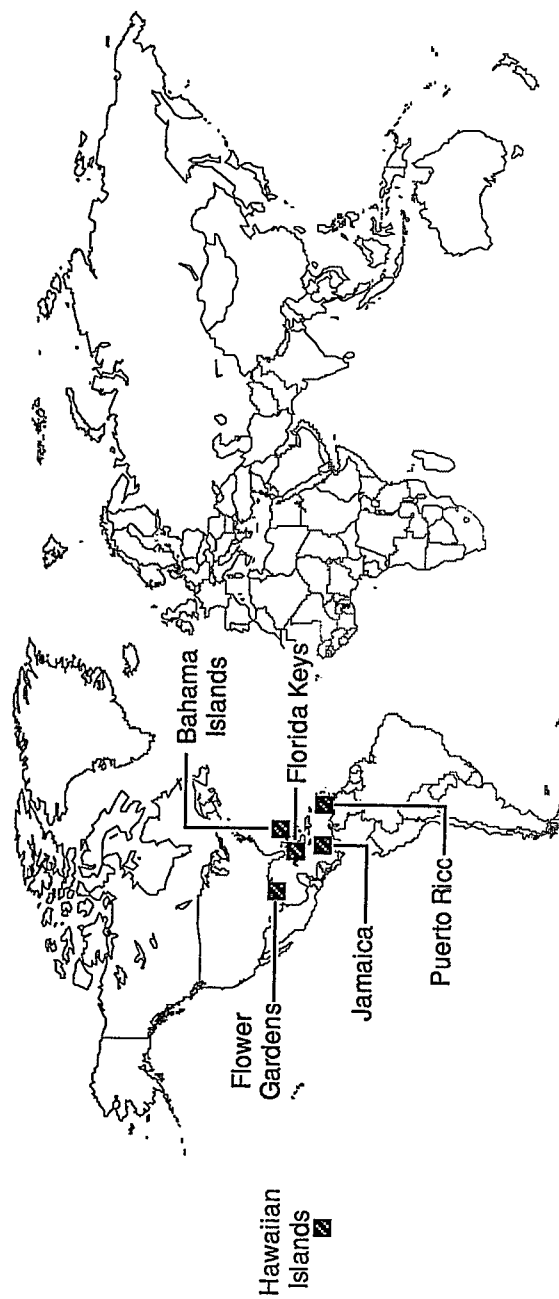 Hawaiian
Islands
Flower
Gardens
Jamaica
Puerto Ricc
Bahama
Islands
Florida Keys